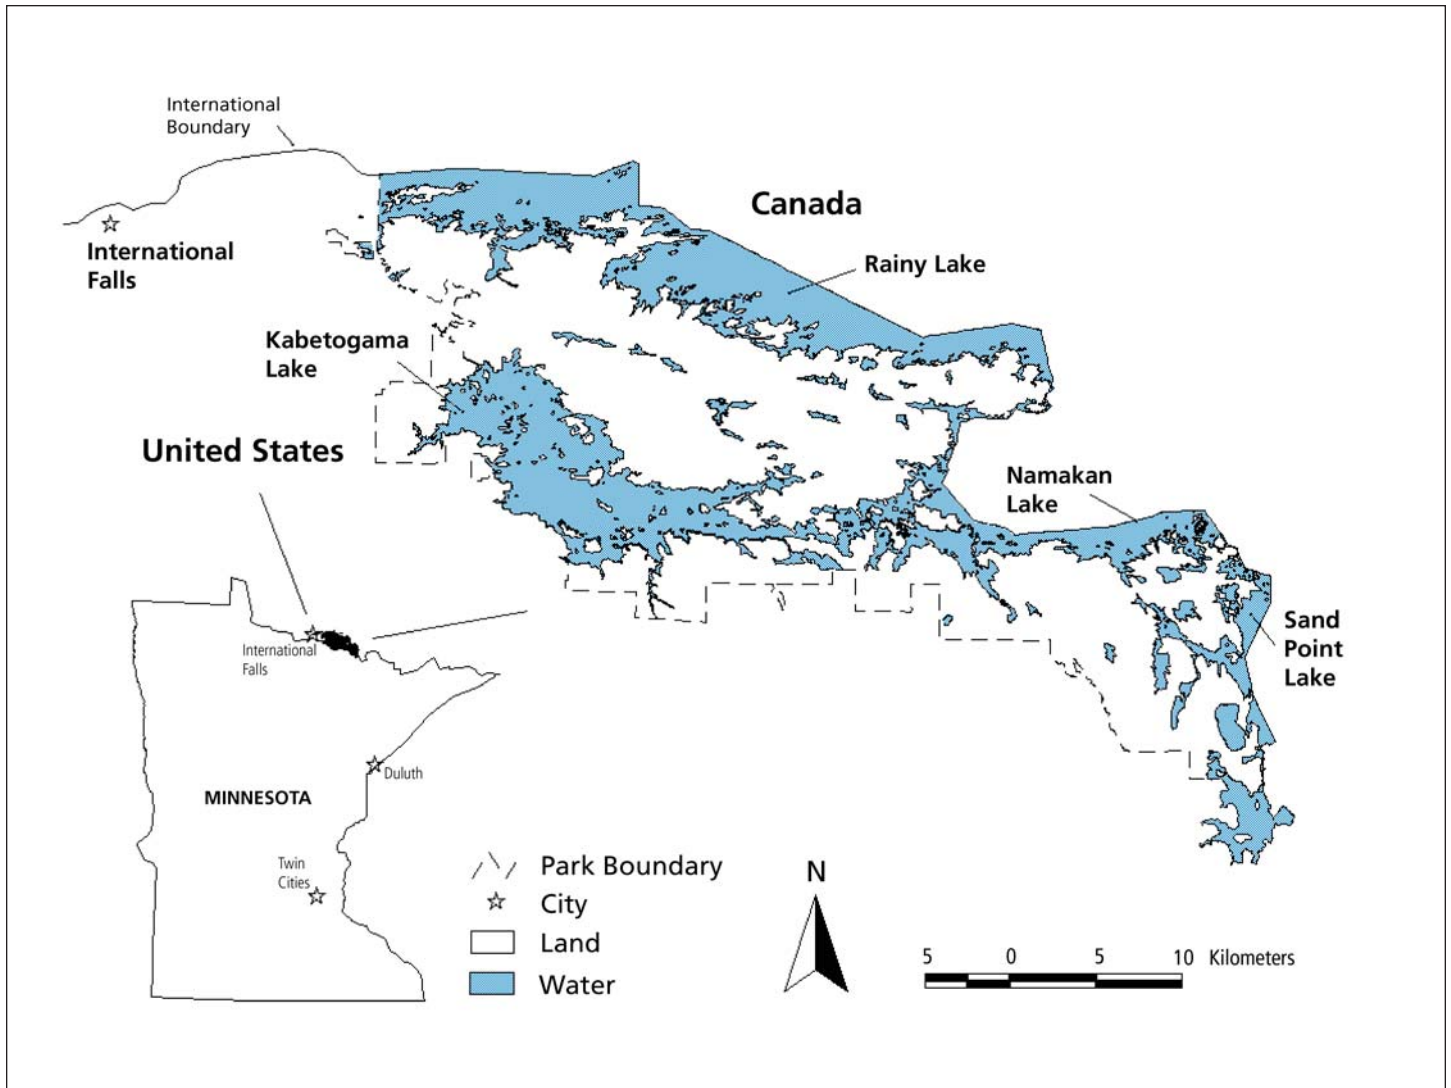 International
Boundary
Canada
International
Falls
Rainy Lake
Kabetogama
Lake
United States
Namakan
Lake
Sand
Point
Lake
International
Falls
Duluth
MINNESOTA
Twin
Cities
Park Boundary
City
Land
Water
N
5 0 5 10 Kilometers